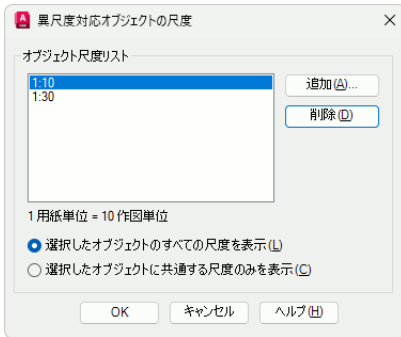 異尺度対応オブジェクトの尺度
オブジェクト尺度リスト
1:10
1:30
追加(A)...
削除(D)
1 用紙単位 = 10 作図単位
選択したオブジェクトのすべての尺度を表示(L)
選択したオブジェクトに共通する尺度のみを表示(C)
OK
キャンセル
ヘルプ(H)